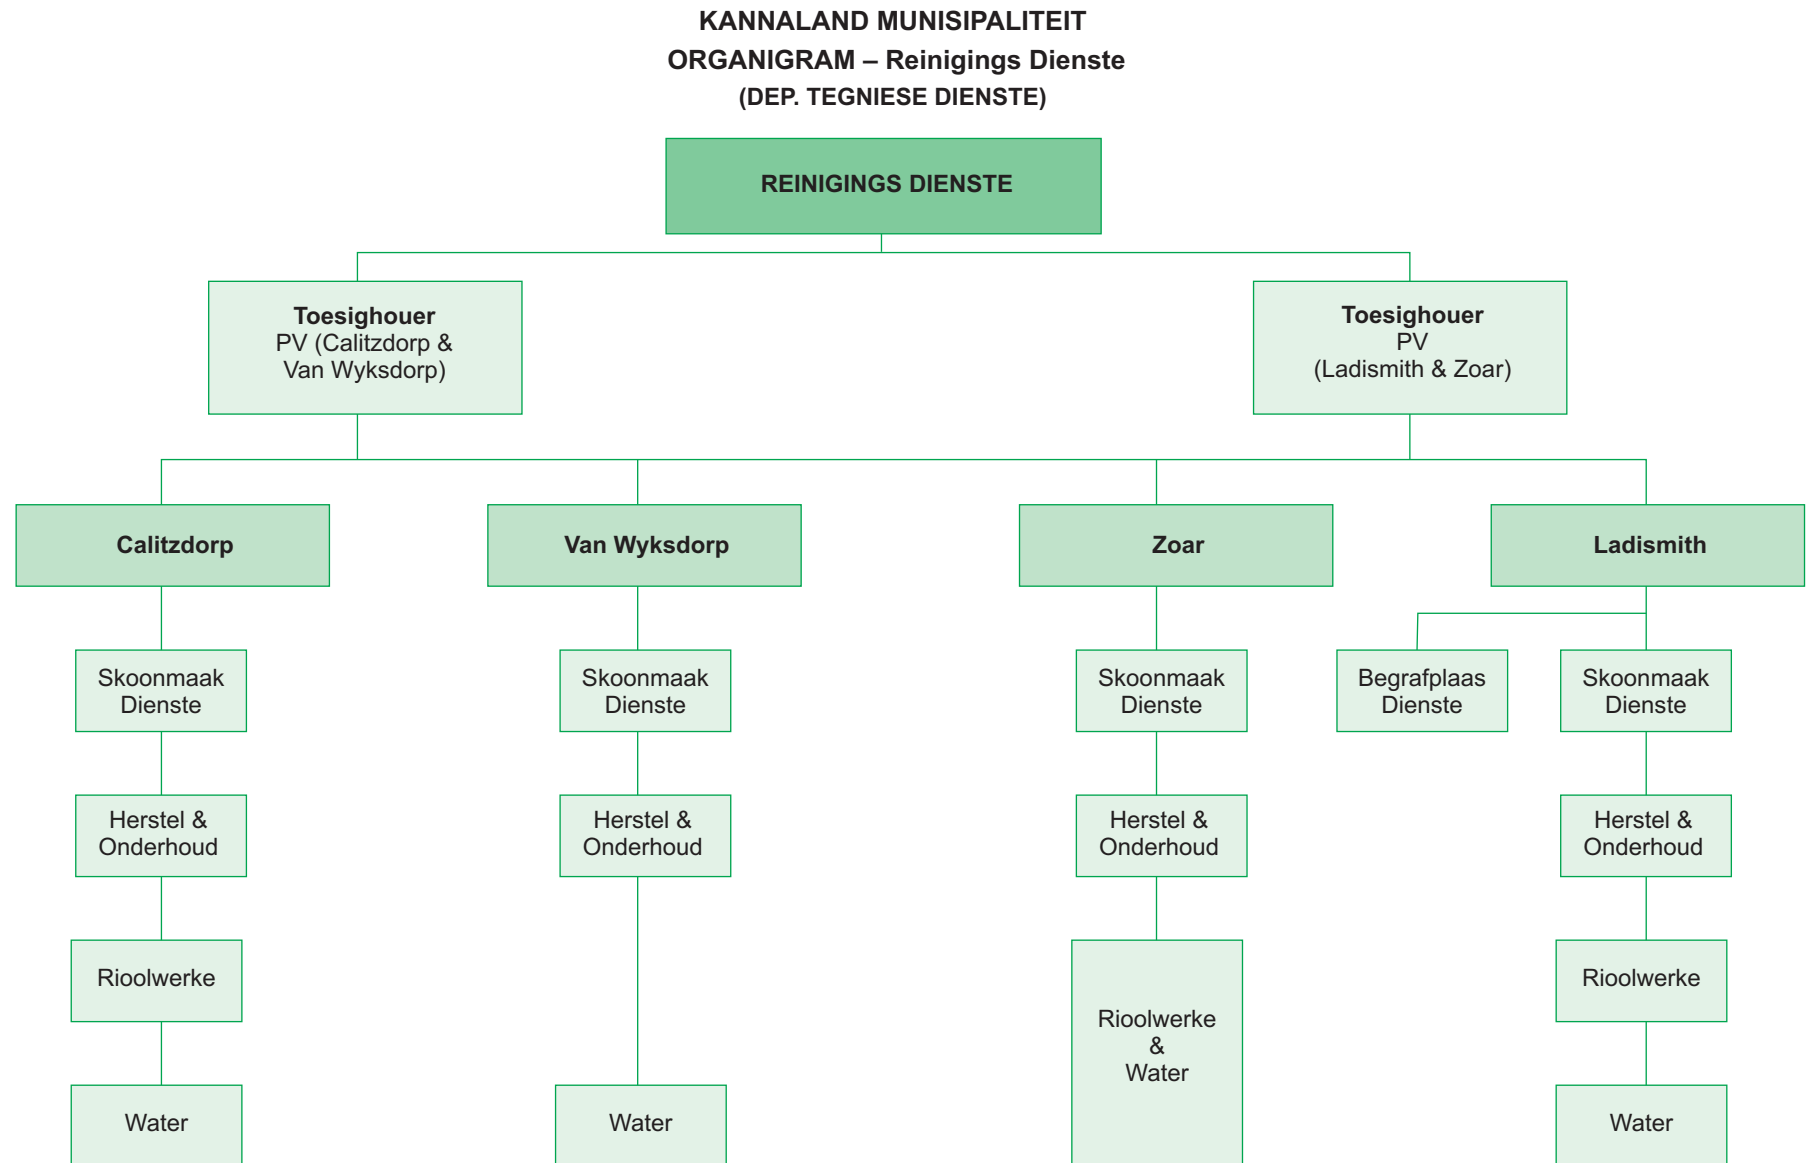 KANNALAND MUNISIPALITEIT
ORGANIGRAM – Reinigings Dienste
(DEP. TEGNIESE DIENSTE)
REINIGINGS DIENSTE
Toesighouer
PV (Calitzdorp &
Van Wyksdorp)
Toesighouer
PV
(Ladismith & Zoar)
Calitzdorp
Van Wyksdorp
Zoar
Ladismith
Skoonmaak
Dienste
Skoonmaak
Dienste
Skoonmaak
Dienste
Begrafplaas
Dienste
Skoonmaak
Dienste
Herstel &
Onderhoud
Herstel &
Onderhoud
Herstel &
Onderhoud
Herstel &
Onderhoud
Rioolwerke
Rioolwerke
&
Water
Rioolwerke
Water
Water
Water